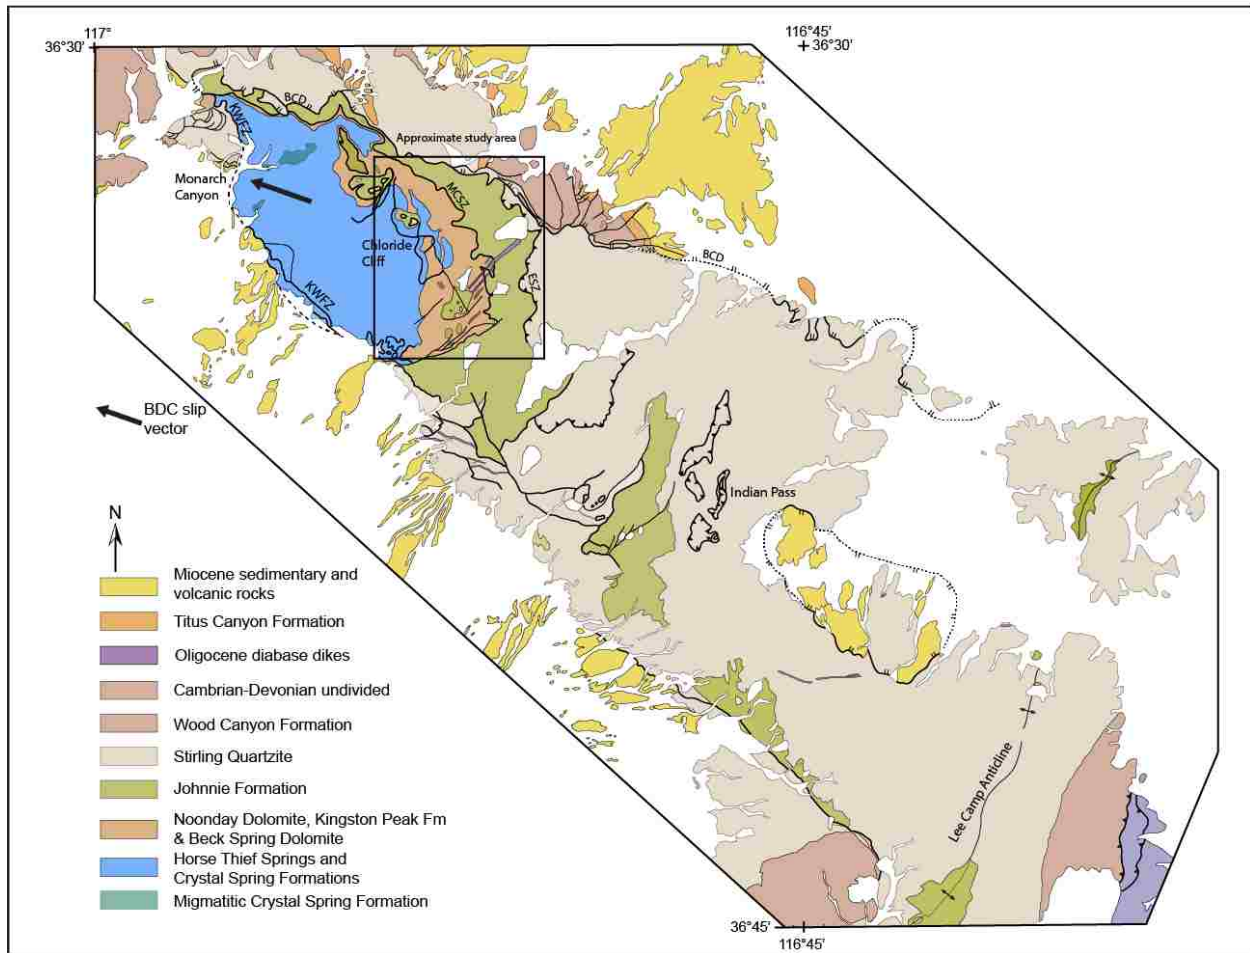 117°
116°45'
36°30'
36°30'
BCD
KWFZ
Approximate study area
Monarch
Canyon
MCSZ
Chloride
Cliff
BCD
ESZ
KWFZ
BDC slip
vector
Indian Pass
N
Miocene sedimentary and
volcanic rocks
Titus Canyon Formation
Oligocene diabase dikes
Cambrian-Devonian undivided
Wood Canyon Formation
Stirling Quartzite
Johnnie Formation
Noonday Dolomite, Kingston Peak Fm
& Beck Spring Dolomite
Horse Thief Springs and
Crystal Spring Formations
Migmatitic Crystal Spring Formation
Lee Camp Anticline
36°45'
116°45'